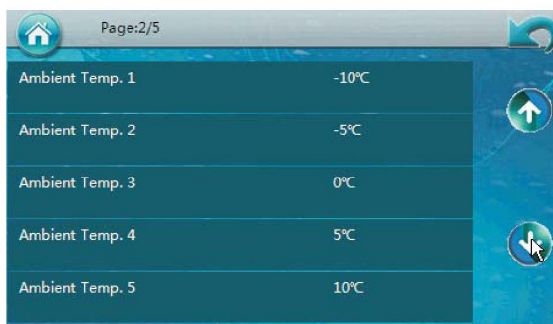 Page:2/5
Ambient Temp. 1 -10℃
Ambient Temp. 2 -5℃
Ambient Temp. 3 0℃
Ambient Temp. 4 5℃
Ambient Temp. 5 10℃